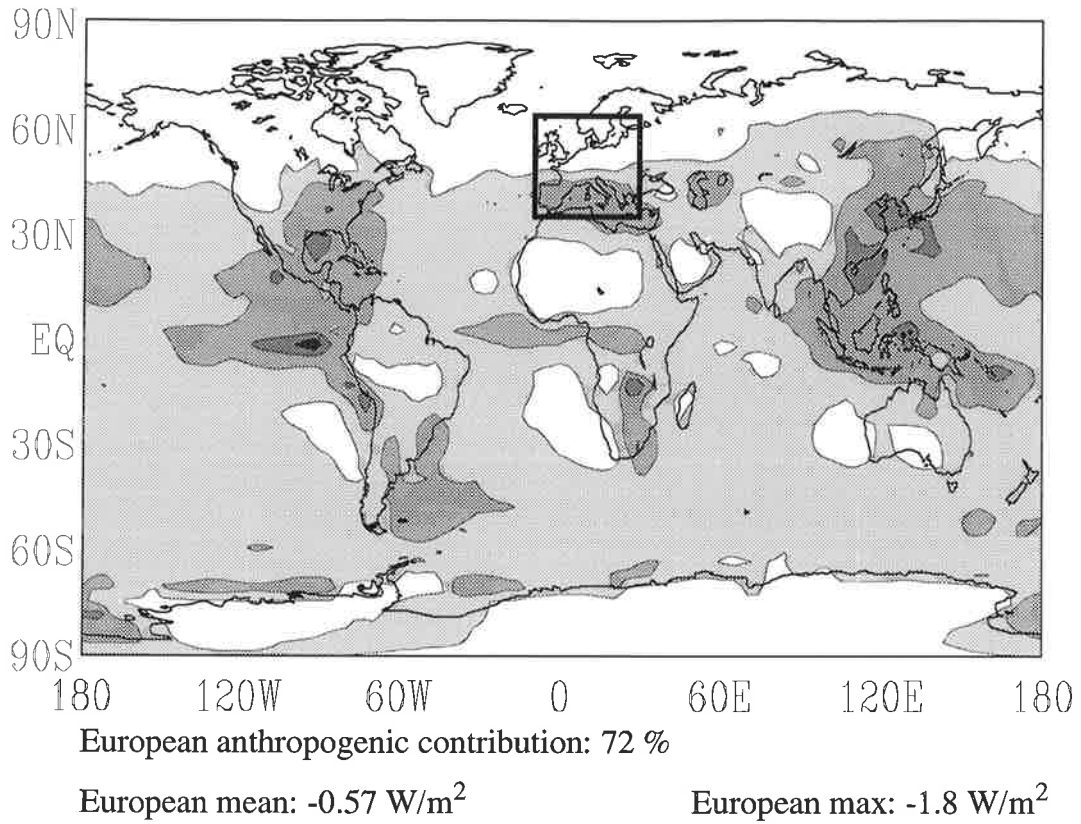 90N
60N
30N
EQ
30S
60S
90S
180 120W 60W 0 60E 120E 180
European anthropogenic contribution: 72 %
European mean: -0.57 W/m² European max: -1.8 W/m²